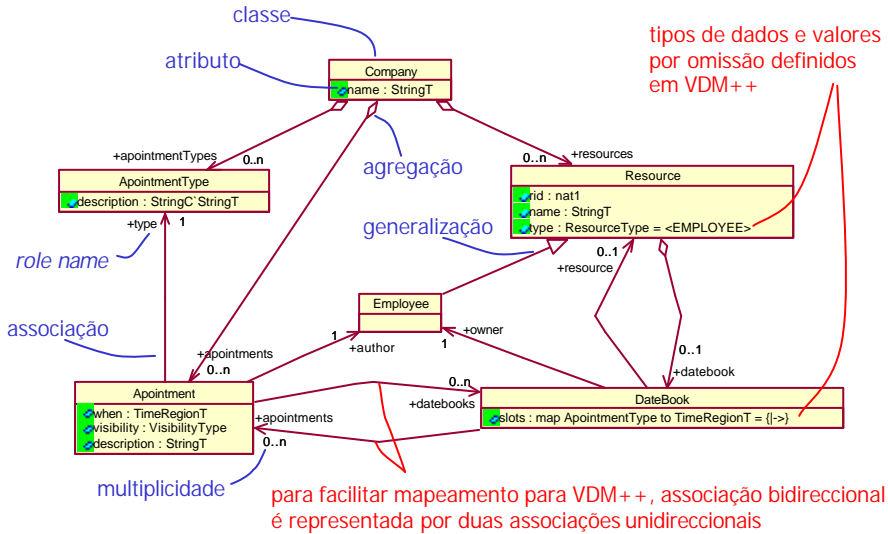 classe
atributo
tipos de dados e valores
por omissão definidos
em VDM++
Company
name : StringT
+apointmentTypes
0..n
agregação
0..n
+resources
ApointmentType
description : StringC`StringT
Resource
rid : nat1
name : StringT
type : ResourceType = <EMPLOYEE>
+type
1
role name
generalização
0..1
+resource
Employee
associação
+apointments
0..n
1
+author
+owner
1
0..1
+datebook
Apointment
when : TimeRegionT
visibility : VisibilityType
description : StringT
0..n
+datebooks
+apointments
0..n
DateBook
slots : map ApointmentType to TimeRegionT = {|->}
multiplicidade
para facilitar mapeamento para VDM++, associação bidireccional
é representada por duas associações unidireccionais